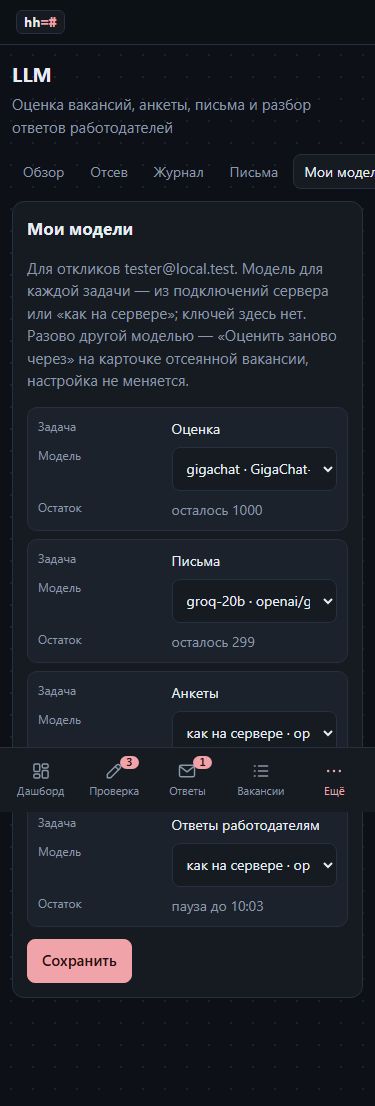 hh=#
LLM
Оценка вакансий, анкеты, письма и разбор
ответов работодателей
Обзор Отсев Журнал Письма Мои модел
Мои модели
Для откликов tester@local.test. Модель для
каждой задачи — из подключений сервера
или «как на сервере»; ключей здесь нет.
Разово другой моделью — «Оценить заново
через» на карточке отсеянной вакансии,
настройка не меняется.
Задача Оценка
Модель gigachat · GigaChat-
Остаток осталось 1000
Задача Письма
Модель groq-20b · openai/g
Остаток осталось 299
Задача Анкеты
Модель как на сервере · op
3 1
Дашборд Проверка Ответы Вакансии Ещё
Задача Ответы работодателям
Модель как на сервере · op
Остаток пауза до 10:03
Сохранить